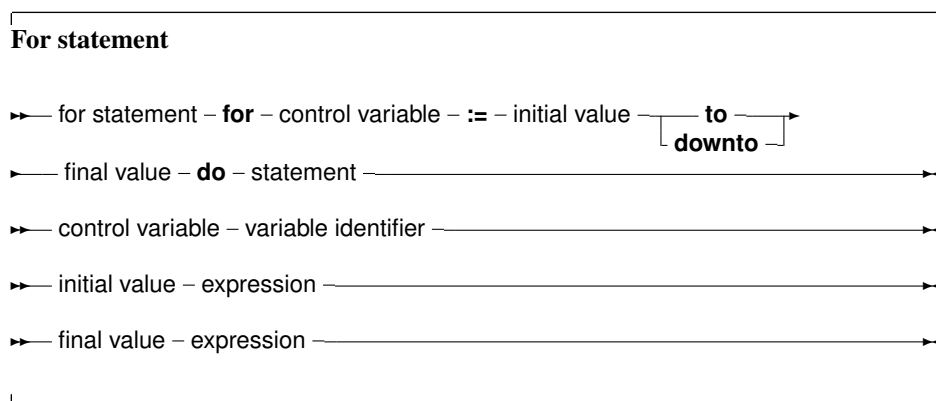 For statement
for statement – for – control variable – := – initial value – to –
downto –
final value – do – statement –
control variable – variable identifier –
initial value – expression –
final value – expression –